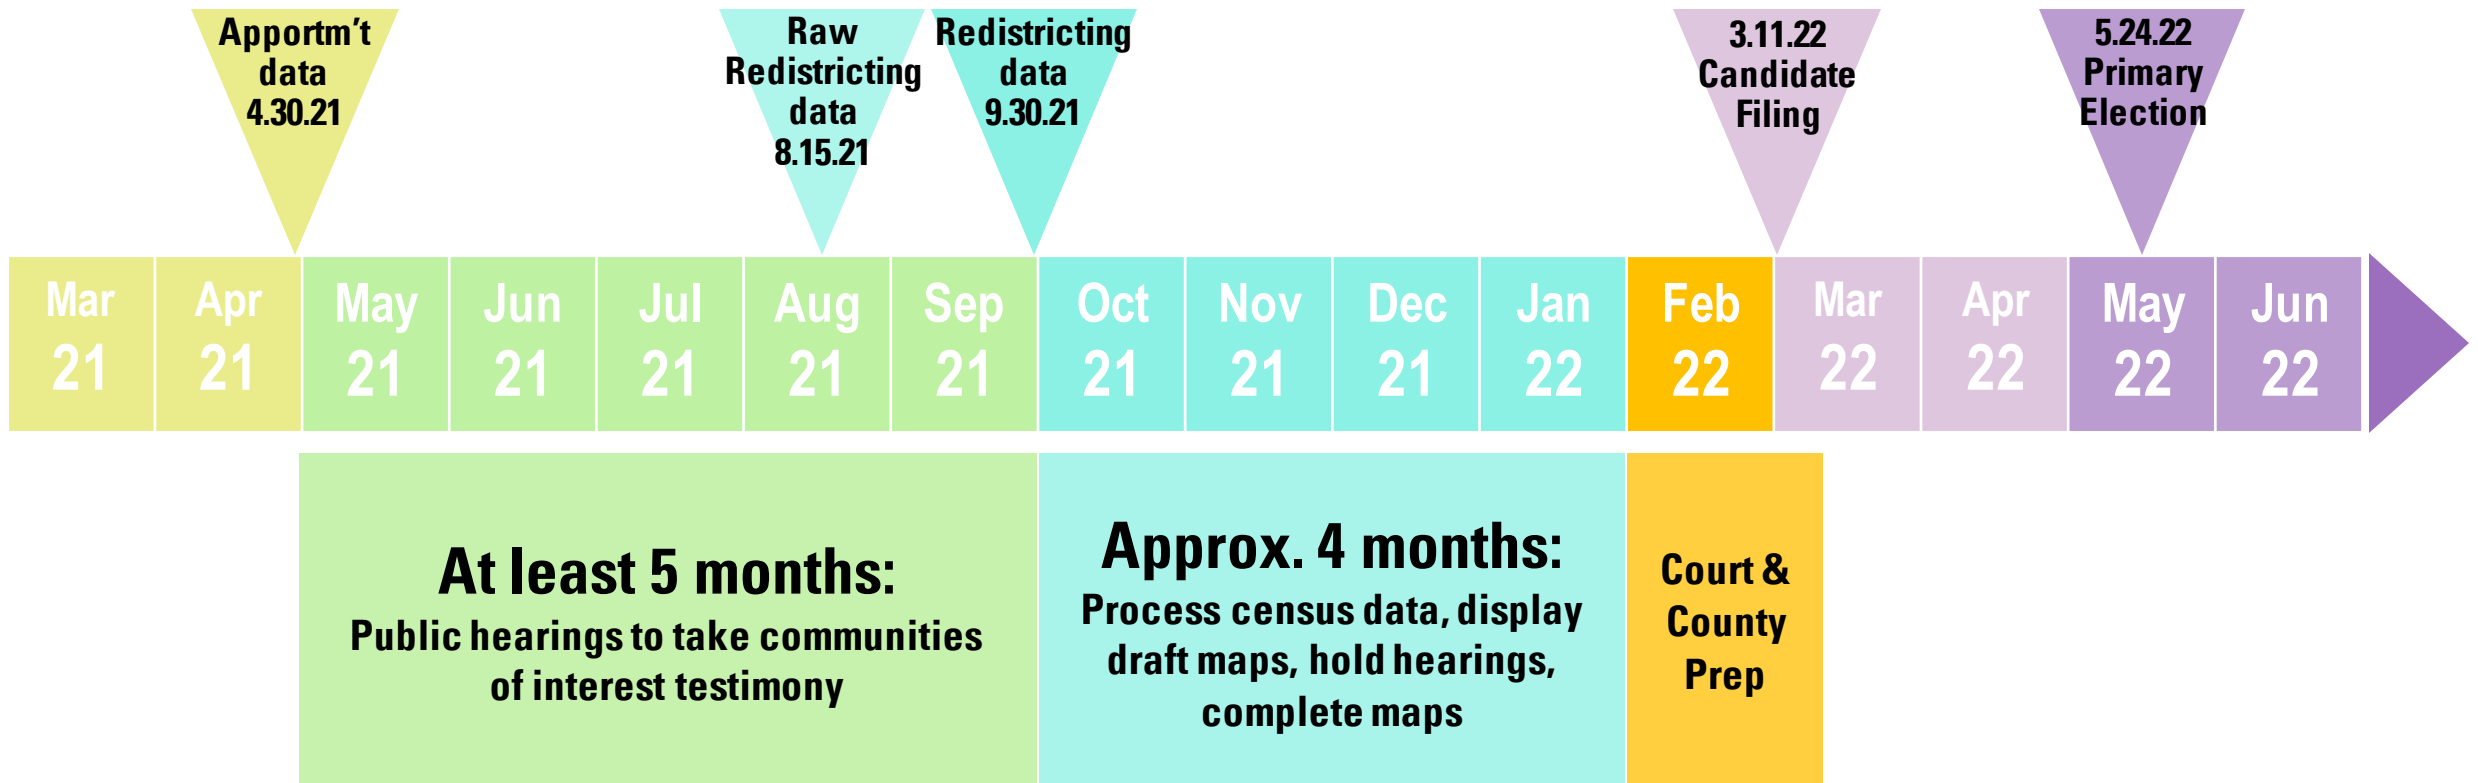 Apportm't
data
4.30.21
Raw
Redistricting
data
8.15.21
Redistricting
data
9.30.21
3.11.22
Candidate
Filing
5.24.22
Primary
Election
Mar
21
Apr
21
May
21
Jun
21
Jul
21
Aug
21
Sep
21
Oct
21
Nov
21
Dec
21
Jan
22
Feb
22
Mar
22
Apr
22
May
22
Jun
22
At least 5 months:
Public hearings to take communities
of interest testimony
Approx. 4 months:
Process census data, display
draft maps, hold hearings,
complete maps
Court &
County
Prep